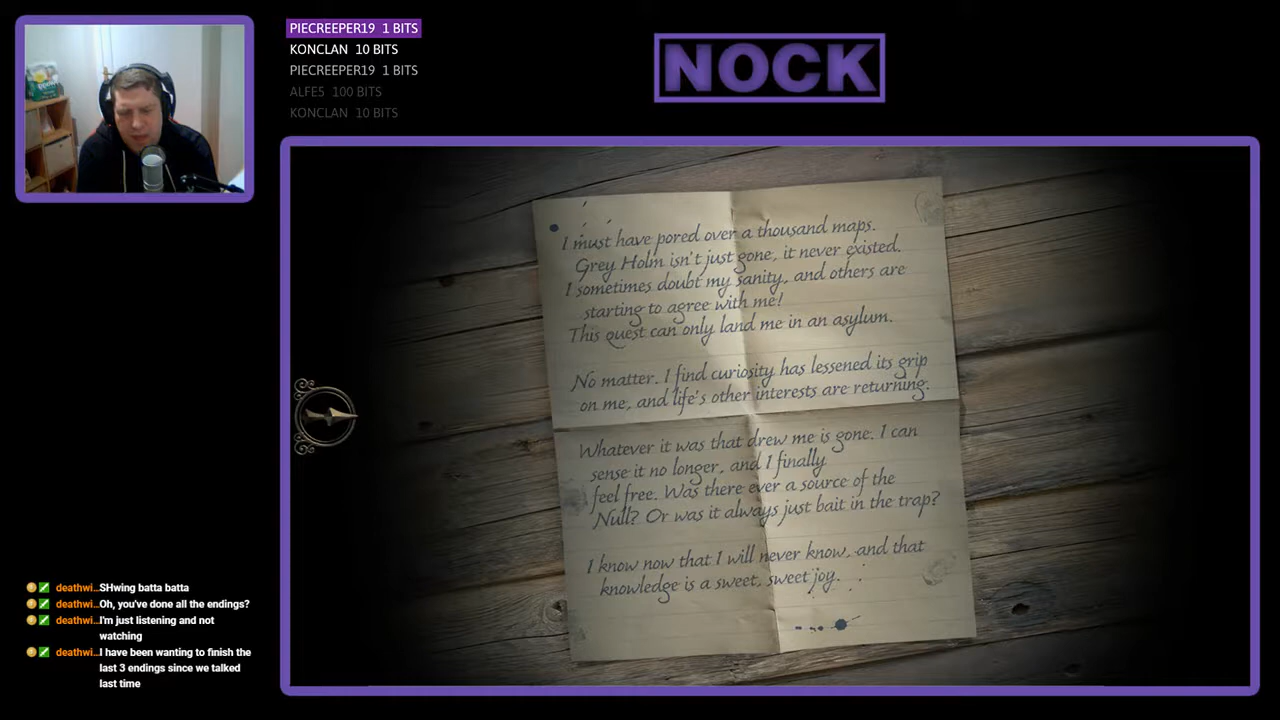 PIECREEPER19 1 BITS
KONCLAN 10 BITS
PIECREEPER19 1 BITS
ALFE5 100 BITS
KONCLAN 10 BITS
NOCK
I must have pored over a thousand maps.
Grey Holm isn't just gone, it never existed.
I sometimes doubt my sanity, and others are
starting to agree with me!
This quest can only land me in an asylum.
No matter. I find curiosity has lessened its grip
on me, and life's other interests are returning.
Whatever it was that drew me is gone. I can
sense it no longer, and I finally
feel free. Was there ever a source of the
Null? Or was it always just bait in the trap?
I know now that I will never know, and that
knowledge is a sweet, sweet joy.
deathwi...SHwing batta batta
deathwi...Oh, you've done all the endings?
deathwi...I'm just listening and not
watching
deathwi...I have been wanting to finish the
last 3 endings since we talked
last time